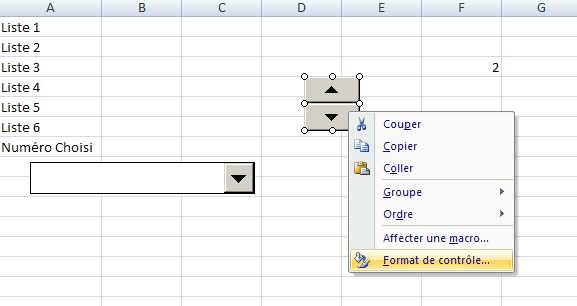 A B C D E F G
Liste 1
Liste 2
Liste 3 2
Liste 4
Liste 5
Liste 6
Numéro Choisi
Couper
Copier
Coller
Groupe
Ordre
Affecter une macro...
Format de contrôle...